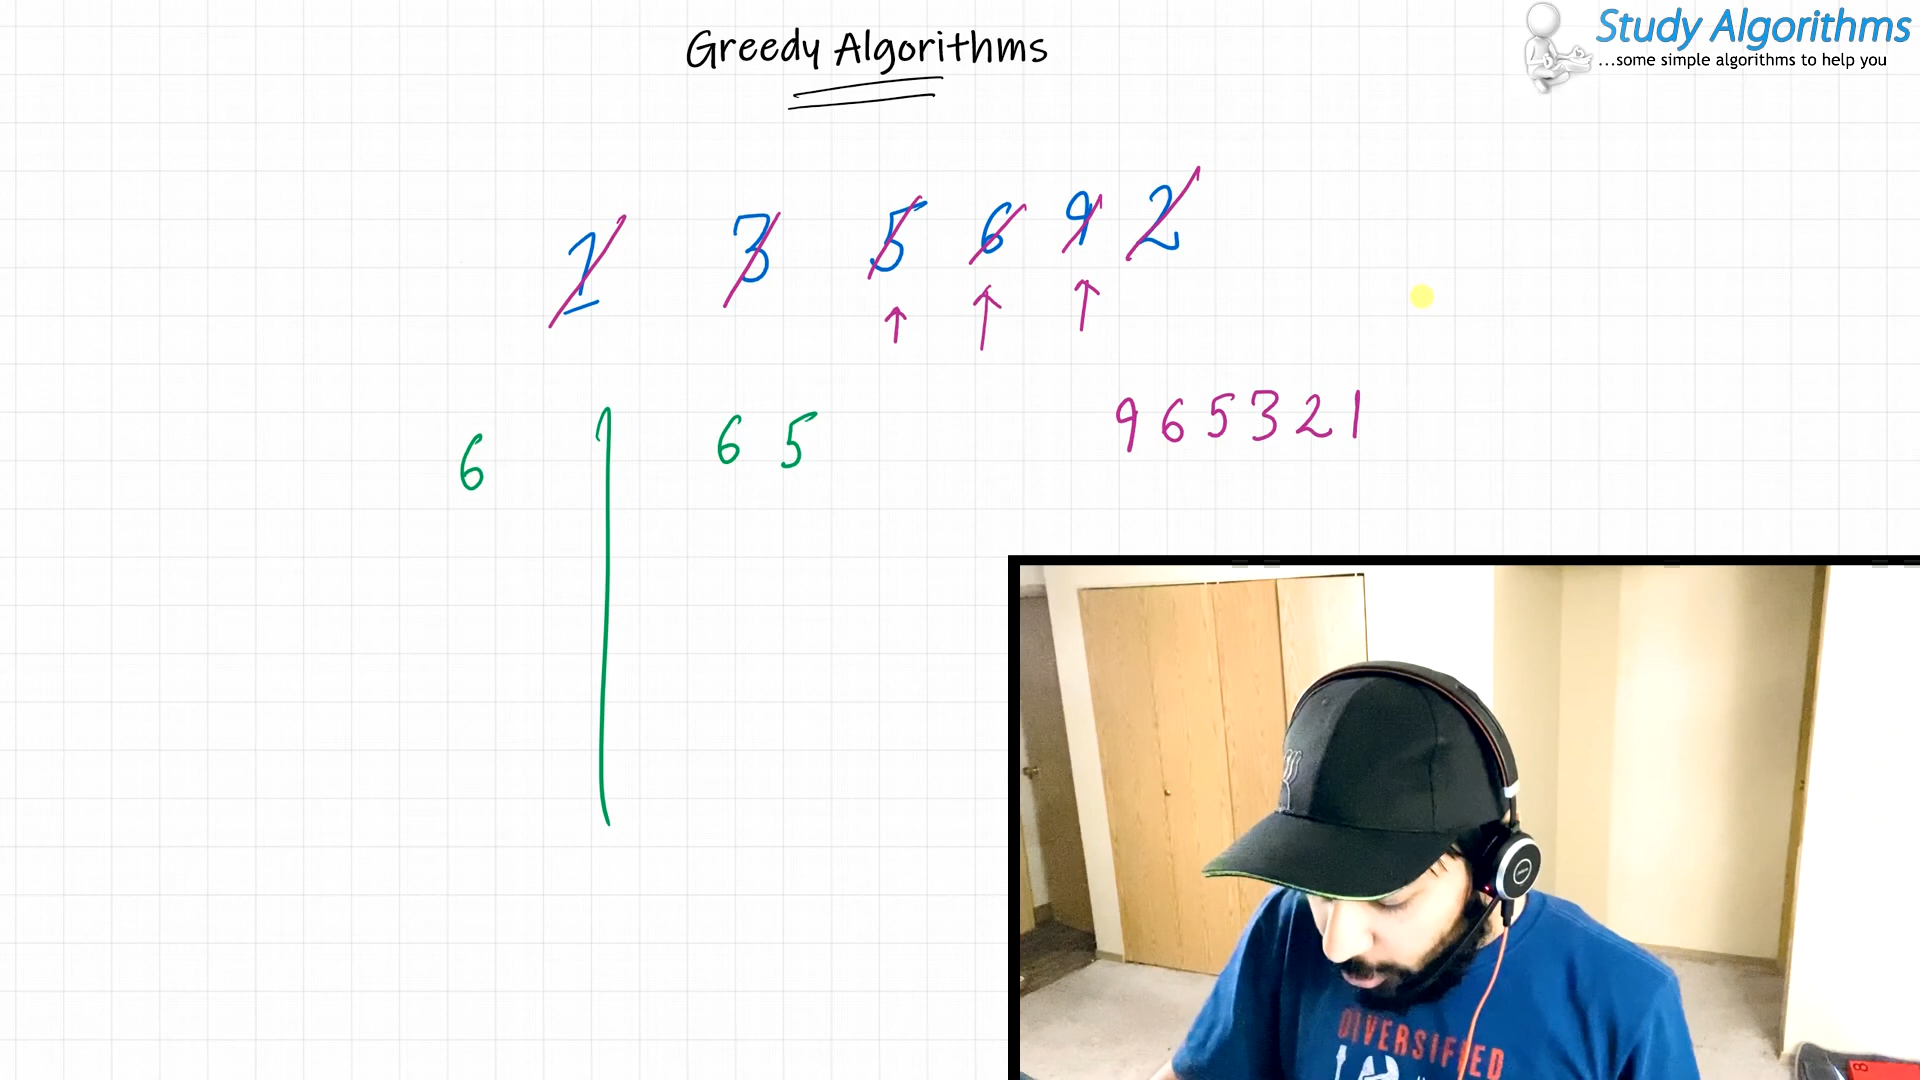 Greedy Algorithms
Study Algorithms
...some simple algorithms to help you
1 3 5 6 9 2
6 6 5
9 6 5 3 2 1
DIVERSIFIED